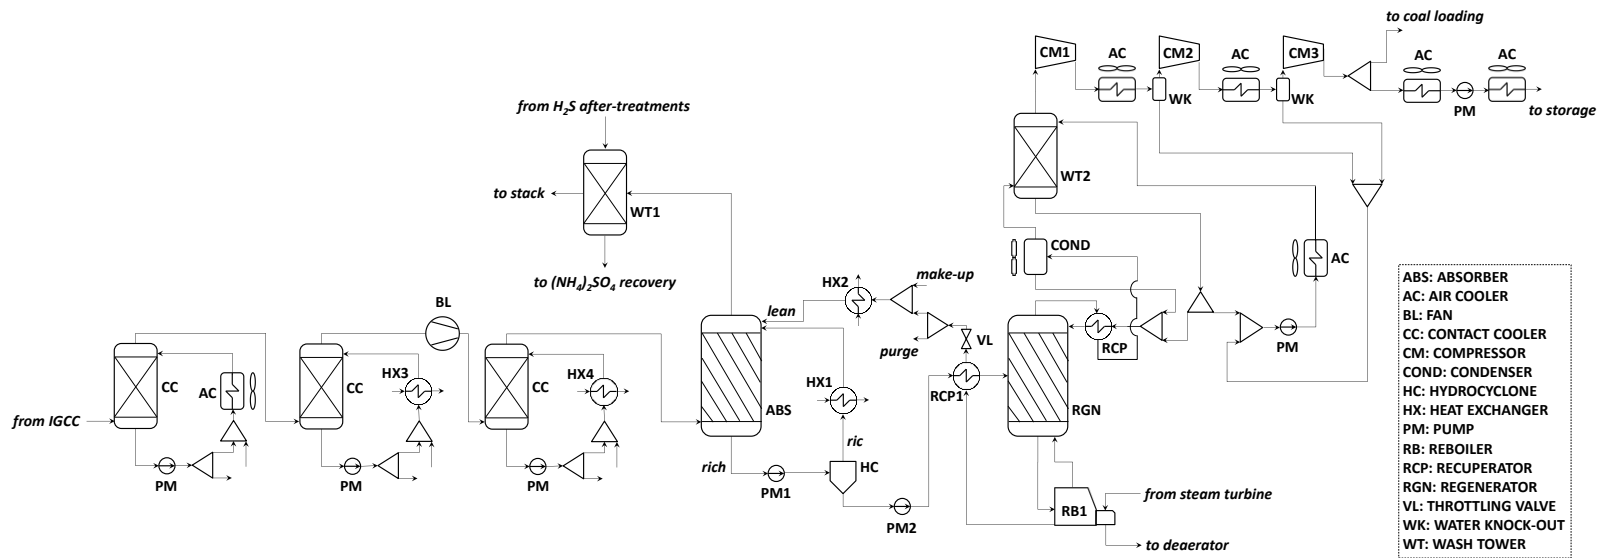 to coal loading
CM1
AC
CM2
AC
CM3
AC
AC
WK
WK
PM
to storage
from H₂S after-treatments
WT2
to stack
WT1
COND
AC
to (NH₄)₂SO₄ recovery
HX2
make-up
BL
lean
VL
purge
RCP
PM
CC
AC
CC
HX3
CC
HX4
ABS
HX1
RCP1
RGN
from IGCC
ric
rich
HC
PM
PM
PM
PM1
PM2
RB1
from steam turbine
to deaerator
ABS: ABSORBER
AC: AIR COOLER
BL: FAN
CC: CONTACT COOLER
CM: COMPRESSOR
COND: CONDENSER
HC: HYDROCYCLONE
HX: HEAT EXCHANGER
PM: PUMP
RB: REBOILER
RCP: RECUPERATOR
RGN: REGENERATOR
VL: THROTTLING VALVE
WK: WATER KNOCK-OUT
WT: WASH TOWER